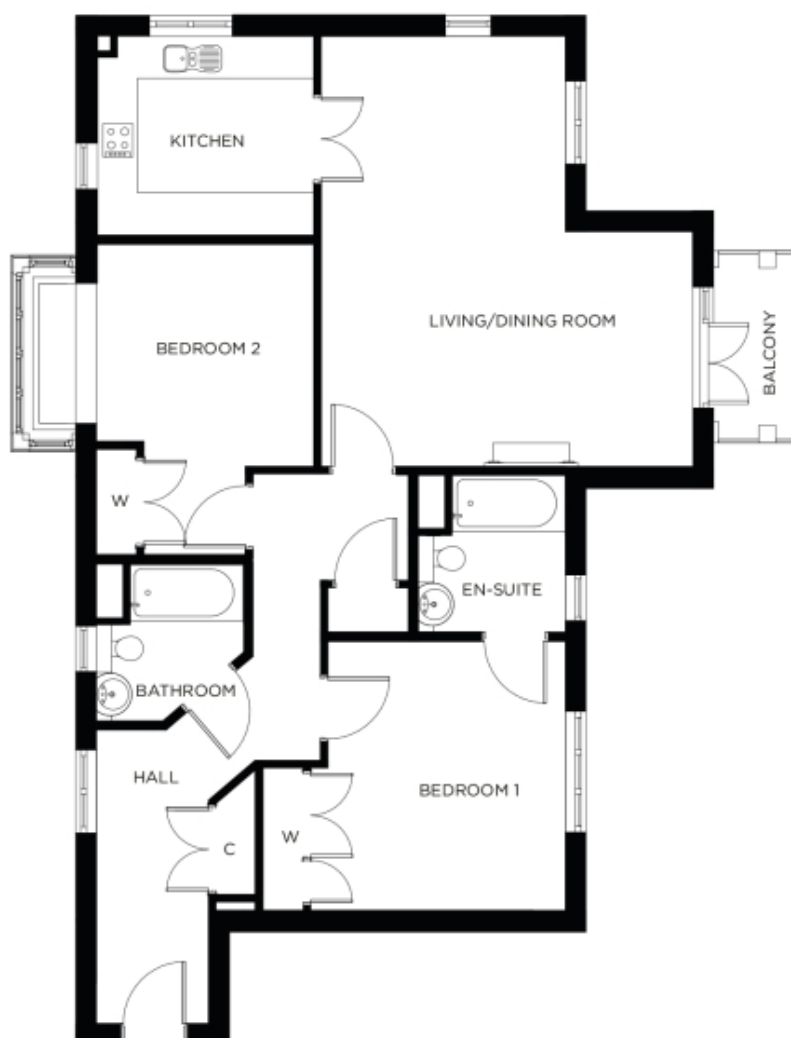 KITCHEN
LIVING/DINING ROOM
BALCONY
BEDROOM 2
W
EN-SUITE
BATHROOM
HALL
BEDROOM 1
C
W